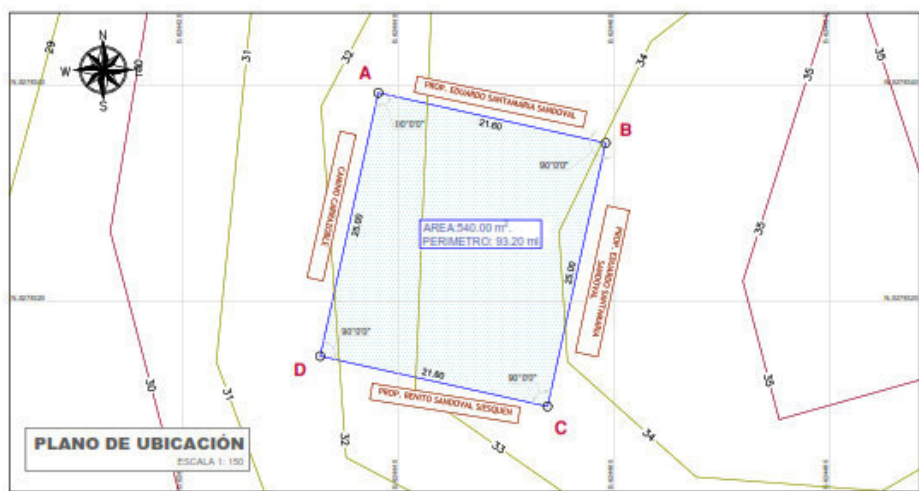 29
30
31
32
34
35
35
N
W E
S
A
PROP. EDUARDO SANTAMARIA SANDOVAL
21.60
B
90°0'0"
90°0'0"
CAMINO CARROZABLE
25.00
AREA:540.00 m².
PERIMETRO: 93.20 ml
35
25.00
PROP. EDUARDO SANTAMARIA
SANDOVAL
90°0'0"
D
21.60
90°0'0"
PROP. BENITO SANDOVAL SIESQUEN
C
30
31
32
33
34
35
PLANO DE UBICACIÓN
ESCALA 1: 150